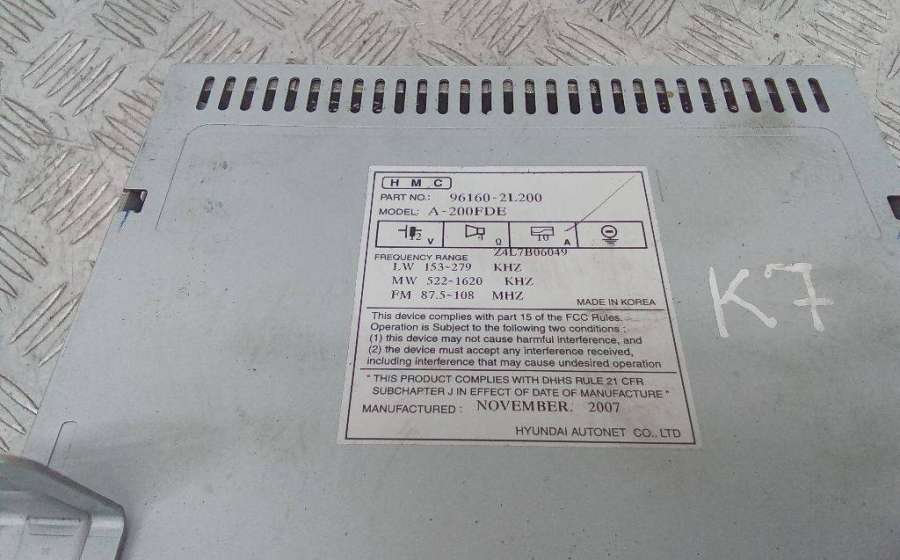 HMC
PART NO.: 96160-2L200
MODEL: A-200FDE
12 V 4 Ω 10 A
Z4L7B06049
FREQUENCY RANGE
LW 153-279 KHZ
MW 522-1620 KHZ
FM 87.5-108 MHZ
MADE IN KOREA
This device complies with part 15 of the FCC Rules.
Operation is Subject to the following two conditions :
(1) this device may not cause harmful interference, and
(2) the device must accept any interference received,
including interference that may cause undesired operation
" THIS PRODUCT COMPLIES WITH DHHS RULE 21 CFR
SUBCHAPTER J IN EFFECT OF DATE OF MANUFACTURE "
MANUFACTURED : NOVEMBER. 2007
HYUNDAI AUTONET CO., LTD
K7